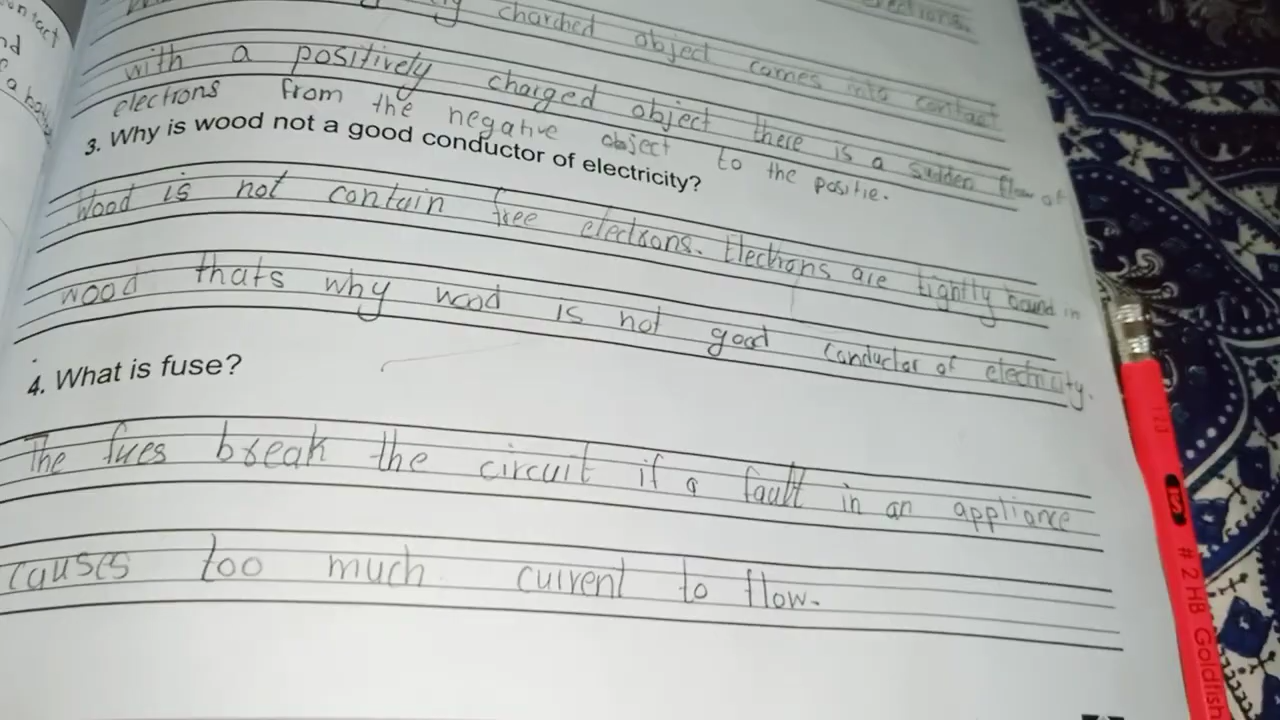 charched object comes into contact
with a positively charged object there is a sudden flow of
electrons from the negative object to the positie.
3. Why is wood not a good conductor of electricity?
Wood is not contain free electrons. Electrons are tightly bound in
wood thats why wood is not good conductor of electricity.
4. What is fuse?
The fues break the circuit if a fault in an appliance
causes too much current to flow.
# 2 HB Goldfish